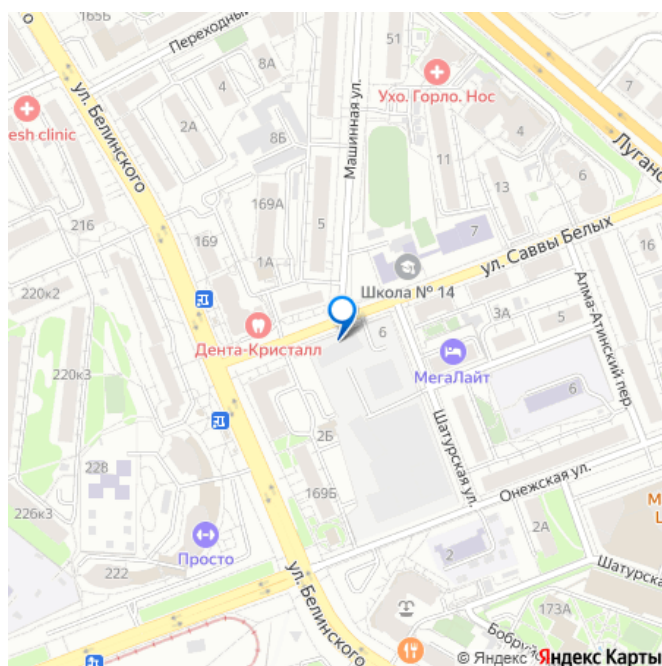 165Б
Переходный
51
8А
4
Ухо. Горло. Нос
7
ул. Белинского
esh clinic
2А
8Б
Машинная ул.
11
4
Луганс
13
6
216
169А
5
7
169
1А
ул. Саввы Белых
16
220к2
Школа № 14
3А
5
Дента-Кристалл
6
МегаЛайт
Алма-Атинский пер.
220к3
6
2Б
Шатурская ул.
228
169Б
Онежская ул.
226к3
2А
Просто
2
222
Шатурска
ул. Белинского
173А
Бобруй
© Яндекс Яндекс Карты